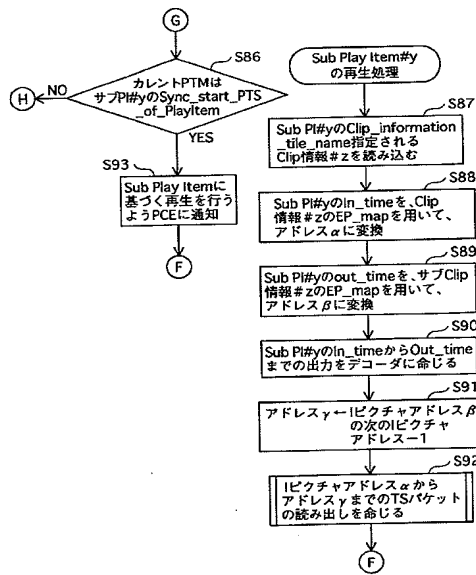 G
S86
カレントPTMは
サブPI#yのSync_start_PTS
_of_PlayItem
NO
H
YES
S93
Sub Play Itemに
基づく再生を行う
ようPCEに通知
F
Sub Play Item#y
の再生処理
S87
Sub PI#yのClip_information
_tile_name指定される
Clip情報#zを読み込む
S88
Sub PI#yのIn_timeを、Clip
情報#zのEP_mapを用いて、
アドレスαに変換
S89
Sub PI#yのout_timeを、サブClip
情報#zのEP_mapを用いて、
アドレスβに変換
S90
Sub PI#yのIn_timeからOut_time
までの出力をデコーダに命じる
S91
アドレスγ←Iピクチャアドレスβ
の次のIピクチャ
アドレスー1
S92
Iピクチャアドレスαから
アドレスγまでのTSパケット
の読み出しを命じる
F